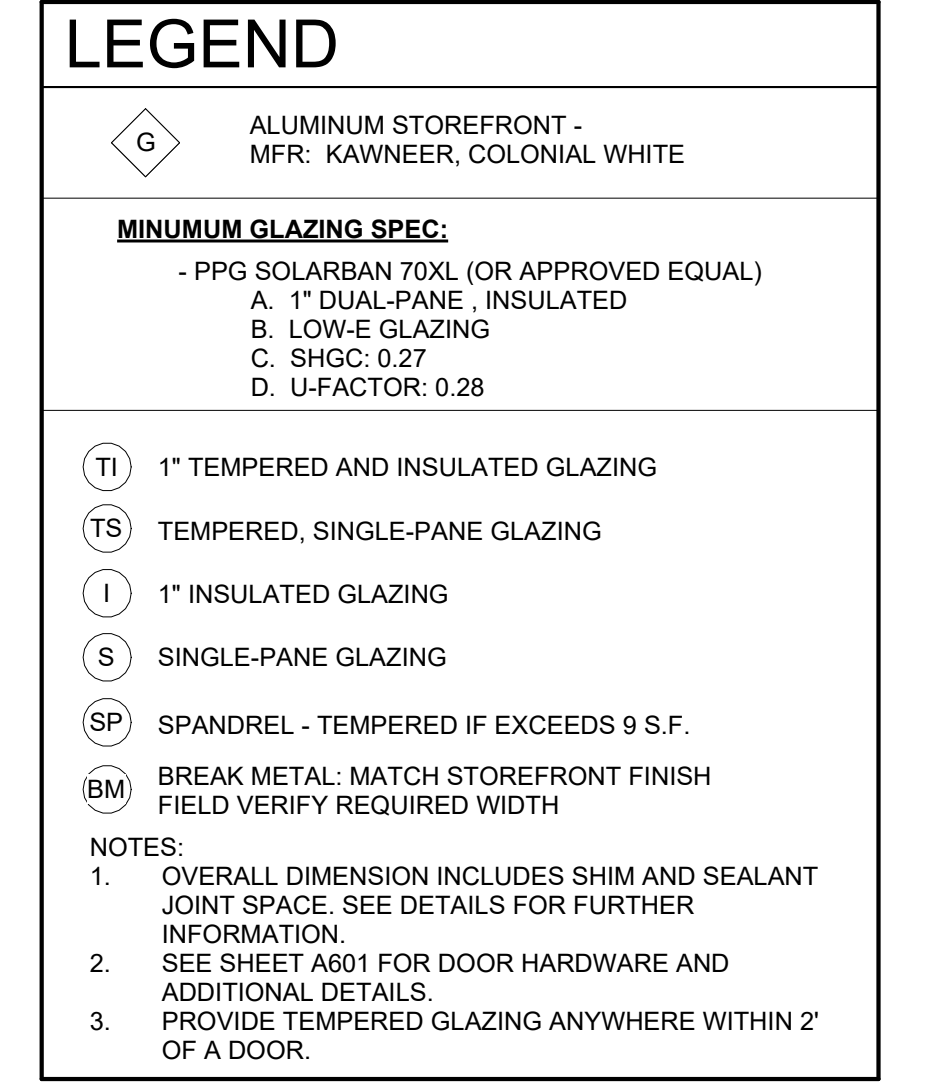 LEGEND
G
ALUMINUM STOREFRONT -
MFR: KAWNEER, COLONIAL WHITE
MINUMUM GLAZING SPEC:
- PPG SOLARBAN 70XL (OR APPROVED EQUAL)
A. 1" DUAL-PANE , INSULATED
B. LOW-E GLAZING
C. SHGC: 0.27
D. U-FACTOR: 0.28
TI 1" TEMPERED AND INSULATED GLAZING
TS TEMPERED, SINGLE-PANE GLAZING
I 1" INSULATED GLAZING
S SINGLE-PANE GLAZING
SP SPANDREL - TEMPERED IF EXCEEDS 9 S.F.
BM BREAK METAL: MATCH STOREFRONT FINISH
FIELD VERIFY REQUIRED WIDTH
NOTES:
1. OVERALL DIMENSION INCLUDES SHIM AND SEALANT
JOINT SPACE. SEE DETAILS FOR FURTHER
INFORMATION.
2. SEE SHEET A601 FOR DOOR HARDWARE AND
ADDITIONAL DETAILS.
3. PROVIDE TEMPERED GLAZING ANYWHERE WITHIN 2'
OF A DOOR.